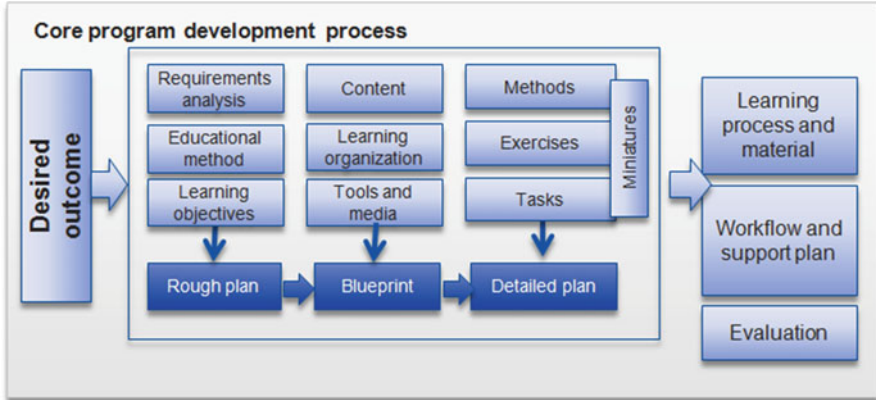 Core program development process
Desired
outcome
Requirements
analysis
Educational
method
Learning
objectives
Rough plan
Content
Learning
organization
Tools and
media
Blueprint
Methods
Exercises
Tasks
Detailed plan
Miniatures
Learning
process and
material
Workflow and
support plan
Evaluation